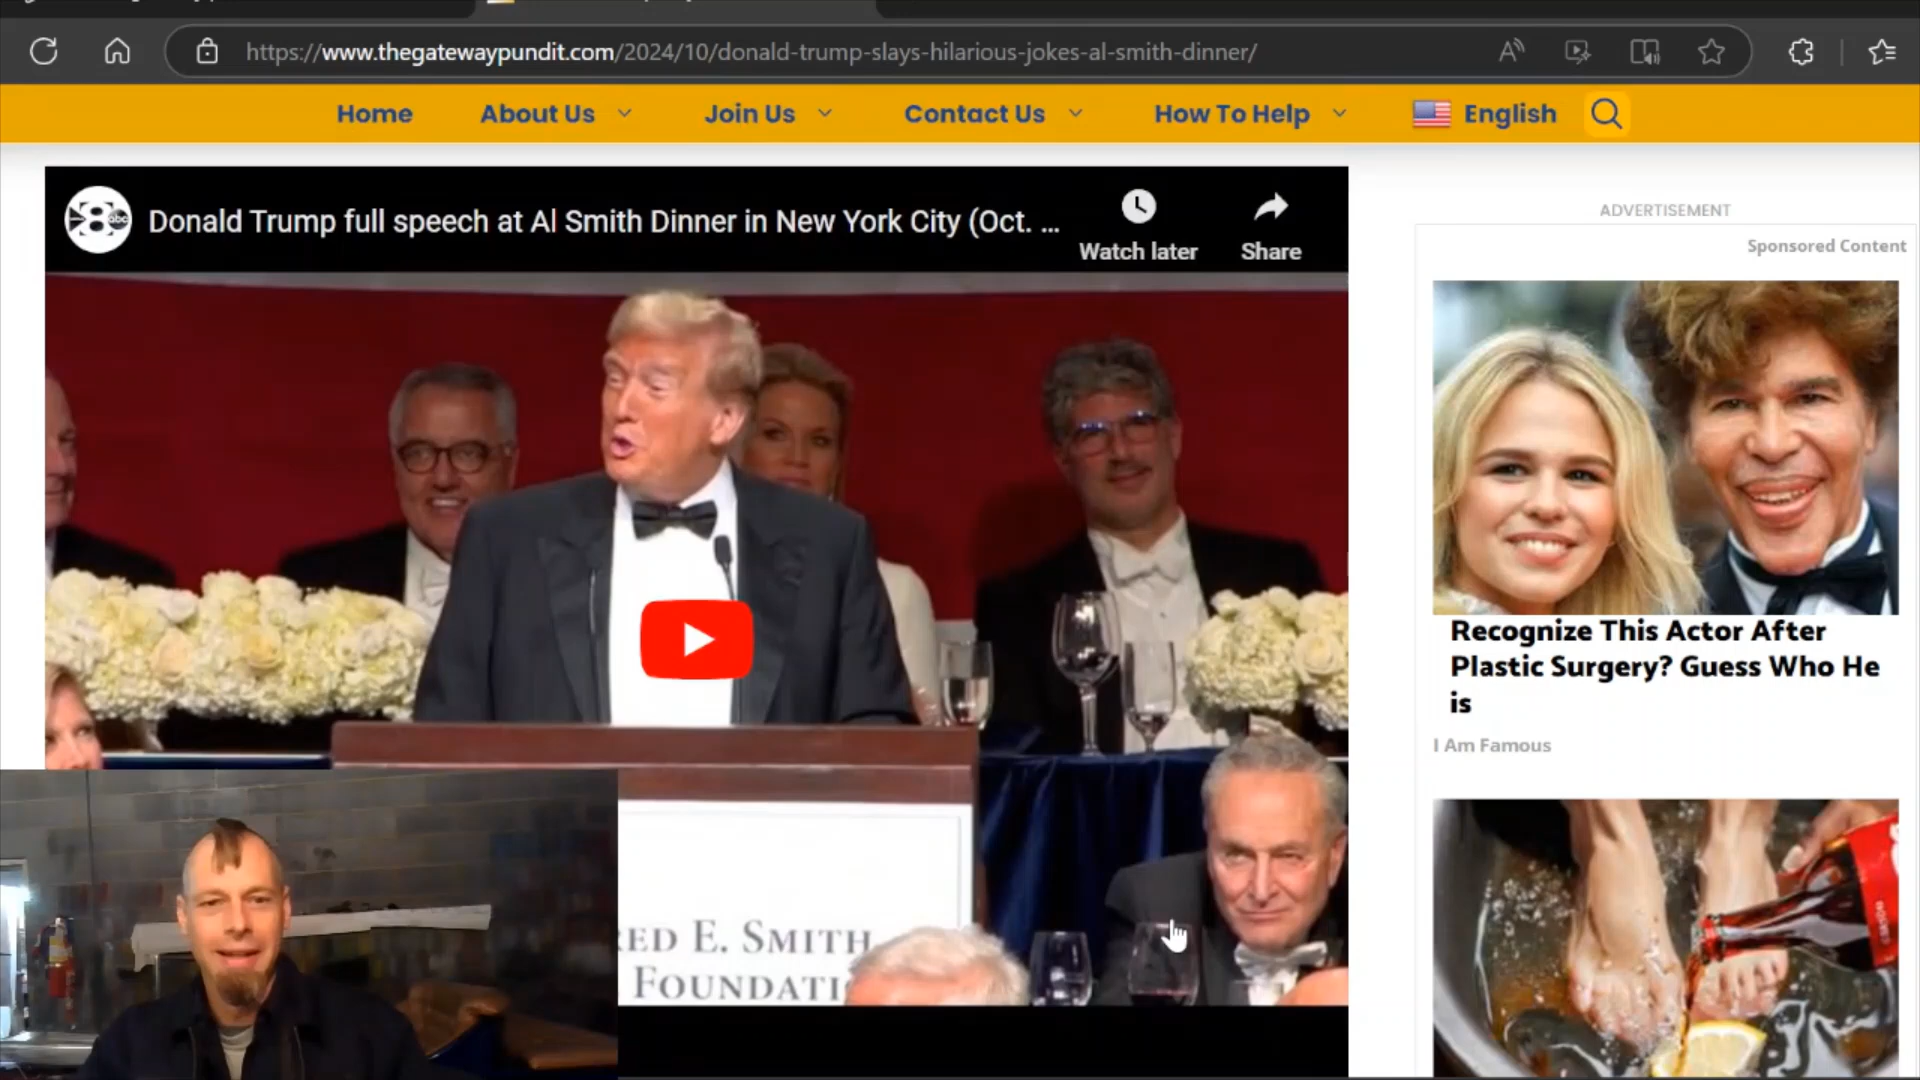 https://www.thegatewaypundit.com/2024/10/donald-trump-slays-hilarious-jokes-al-smith-dinner/
Home About Us Join Us Contact Us How To Help English
8 abc
Donald Trump full speech at Al Smith Dinner in New York City (Oct. ...
Watch later
Share
ADVERTISEMENT
Sponsored Content
Recognize This Actor After
Plastic Surgery? Guess Who He
is
I Am Famous
RED E. SMITH
FOUNDATI